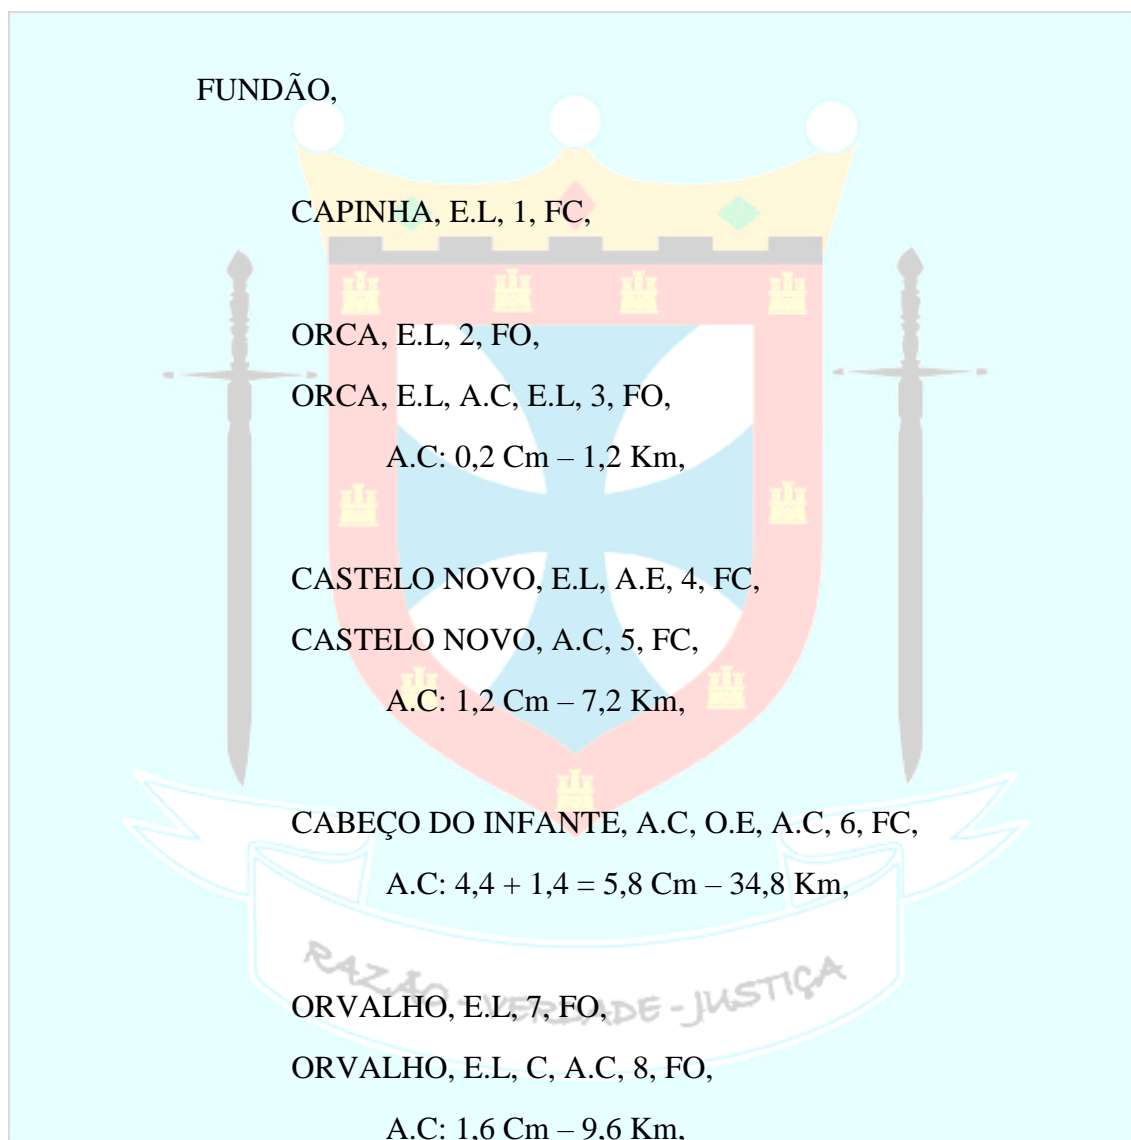 FUNDÃO,
CAPINHA, E.L, 1, FC,
ORCA, E.L, 2, FO,
ORCA, E.L, A.C, E.L, 3, FO,
A.C: 0,2 Cm – 1,2 Km,
CASTELO NOVO, E.L, A.E, 4, FC,
CASTELO NOVO, A.C, 5, FC,
A.C: 1,2 Cm – 7,2 Km,
CABEÇO DO INFANTE, A.C, O.E, A.C, 6, FC,
A.C: 4,4 + 1,4 = 5,8 Cm – 34,8 Km,
RAZÃO - VERDADE - JUSTIÇA
ORVALHO, E.L, 7, FO,
ORVALHO, E.L, C, A.C, 8, FO,
A.C: 1,6 Cm – 9,6 Km,